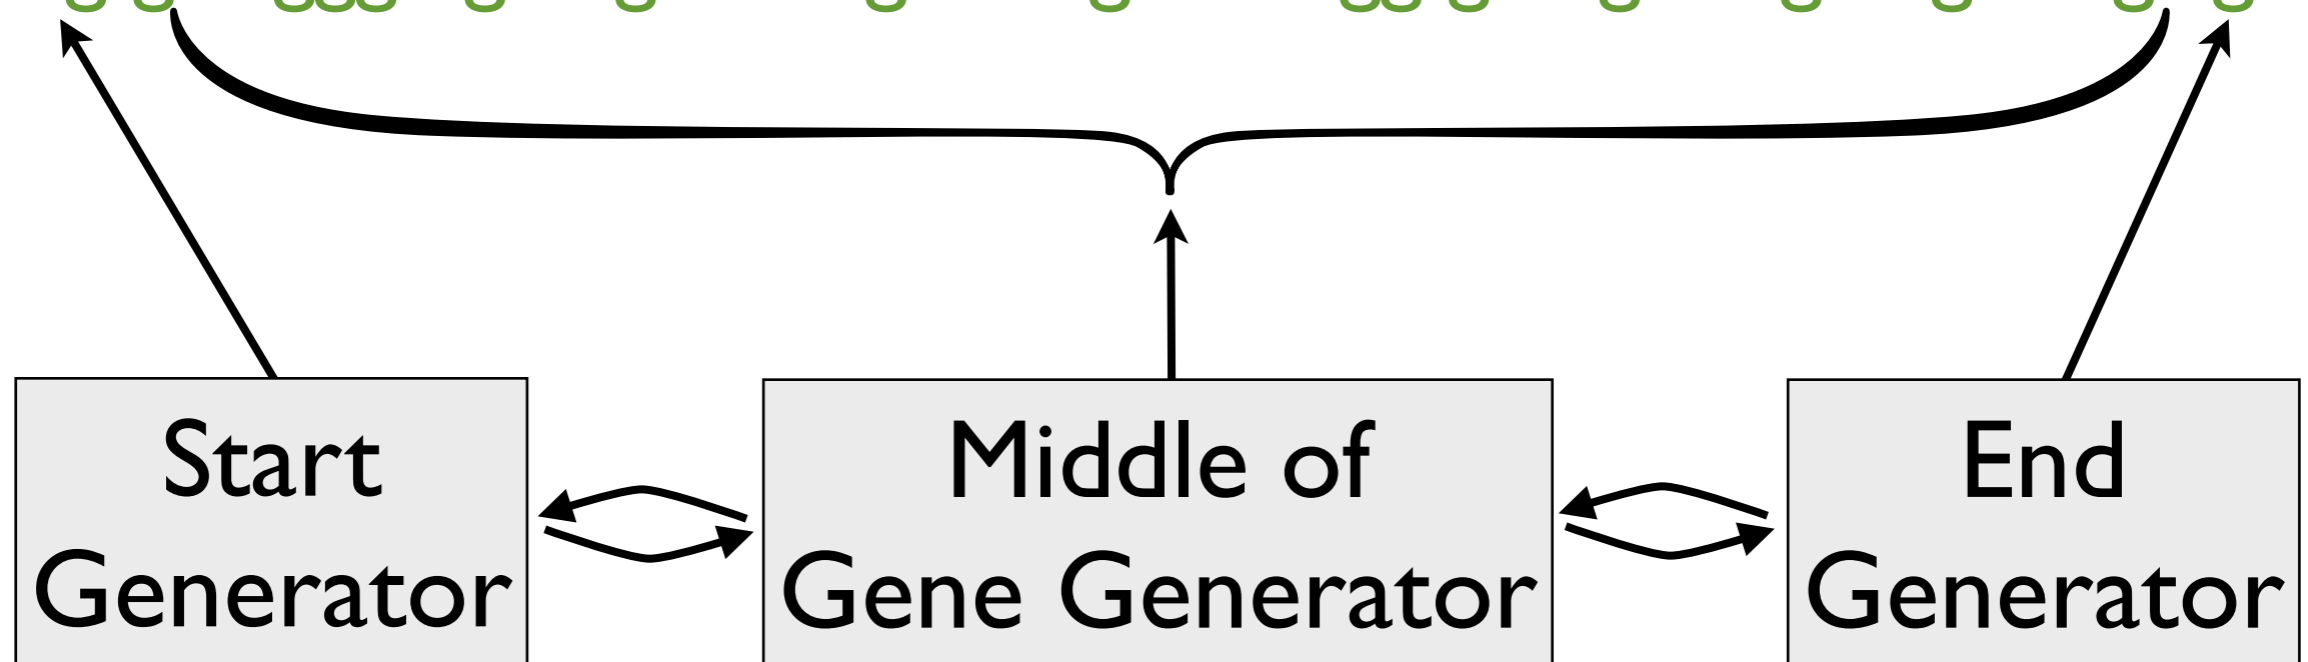 Start
Generator
Middle of
Gene Generator
End
Generator